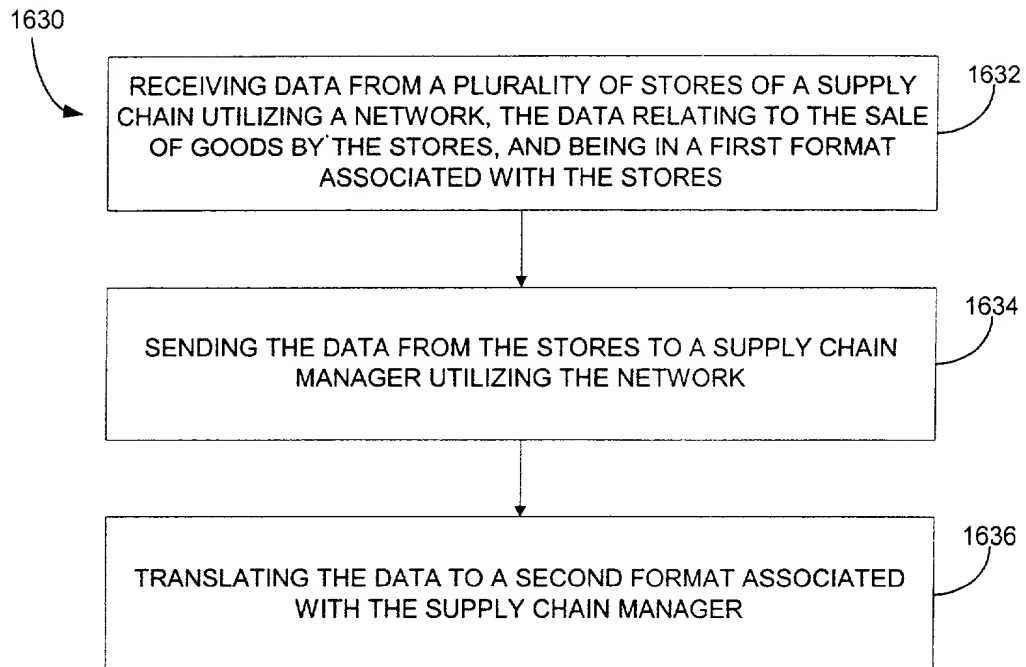 1630
RECEIVING DATA FROM A PLURALITY OF STORES OF A SUPPLY
CHAIN UTILIZING A NETWORK, THE DATA RELATING TO THE SALE
OF GOODS BY THE STORES, AND BEING IN A FIRST FORMAT
ASSOCIATED WITH THE STORES
1632
SENDING THE DATA FROM THE STORES TO A SUPPLY CHAIN
MANAGER UTILIZING THE NETWORK
1634
TRANSLATING THE DATA TO A SECOND FORMAT ASSOCIATED
WITH THE SUPPLY CHAIN MANAGER
1636